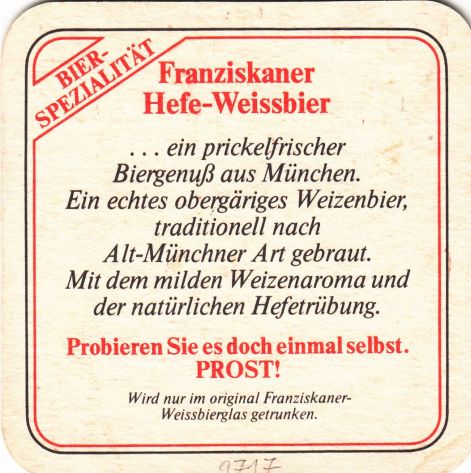 BIER-
SPEZIALITÄT
Franziskaner
Hefe-Weissbier
. . . ein prickelfrischer
Biergenuß aus München.
Ein echtes obergäriges Weizenbier,
traditionell nach
Alt-Münchner Art gebraut.
Mit dem milden Weizenaroma und
der natürlichen Hefetrübung.
Probieren Sie es doch einmal selbst.
PROST!
Wird nur im original Franziskaner-
Weissbierglas getrunken.
9717